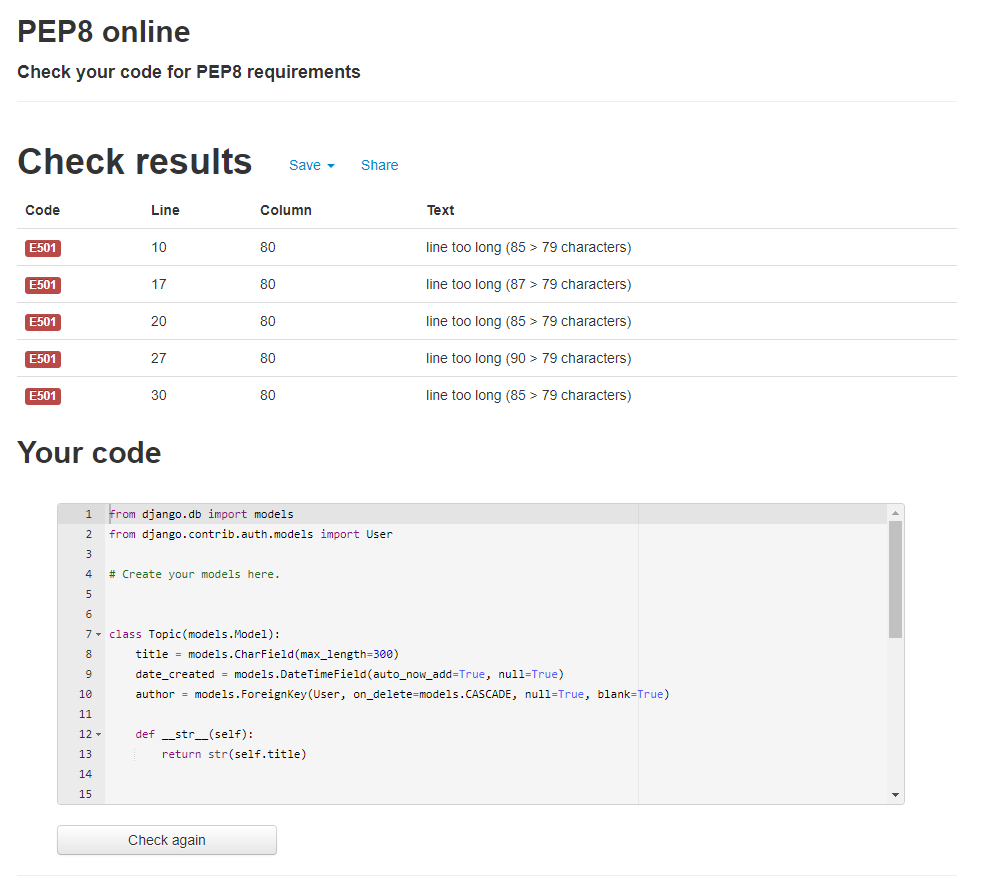 PEP8 online
Check your code for PEP8 requirements
Check results Save Share
Code Line Column Text
E501 10 80 line too long (85 > 79 characters)
E501 17 80 line too long (87 > 79 characters)
E501 20 80 line too long (85 > 79 characters)
E501 27 80 line too long (90 > 79 characters)
E501 30 80 line too long (85 > 79 characters)
Your code
1 from django.db import models
2 from django.contrib.auth.models import User
3
4 # Create your models here.
5
6
7 class Topic(models.Model):
8     title = models.CharField(max_length=300)
9     date_created = models.DateTimeField(auto_now_add=True, null=True)
10     author = models.ForeignKey(User, on_delete=models.CASCADE, null=True, blank=True)
11
12     def __str__(self):
13         return str(self.title)
14
15
Check again